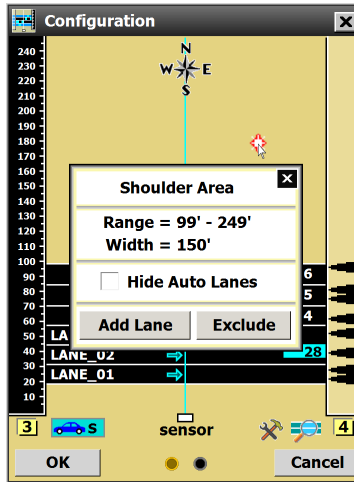 Configuration
240
230
220
210
200
190
180
170
160
150
140
130
120
110
100
90
80
70
60
50
40
30
20
10
N
W E
S
Shoulder Area
Range = 99' - 249'
Width = 150'
Hide Auto Lanes
Add Lane Exclude
6
5
4
LA
LANE_02 28
LANE_01
3 S sensor 4
OK Cancel